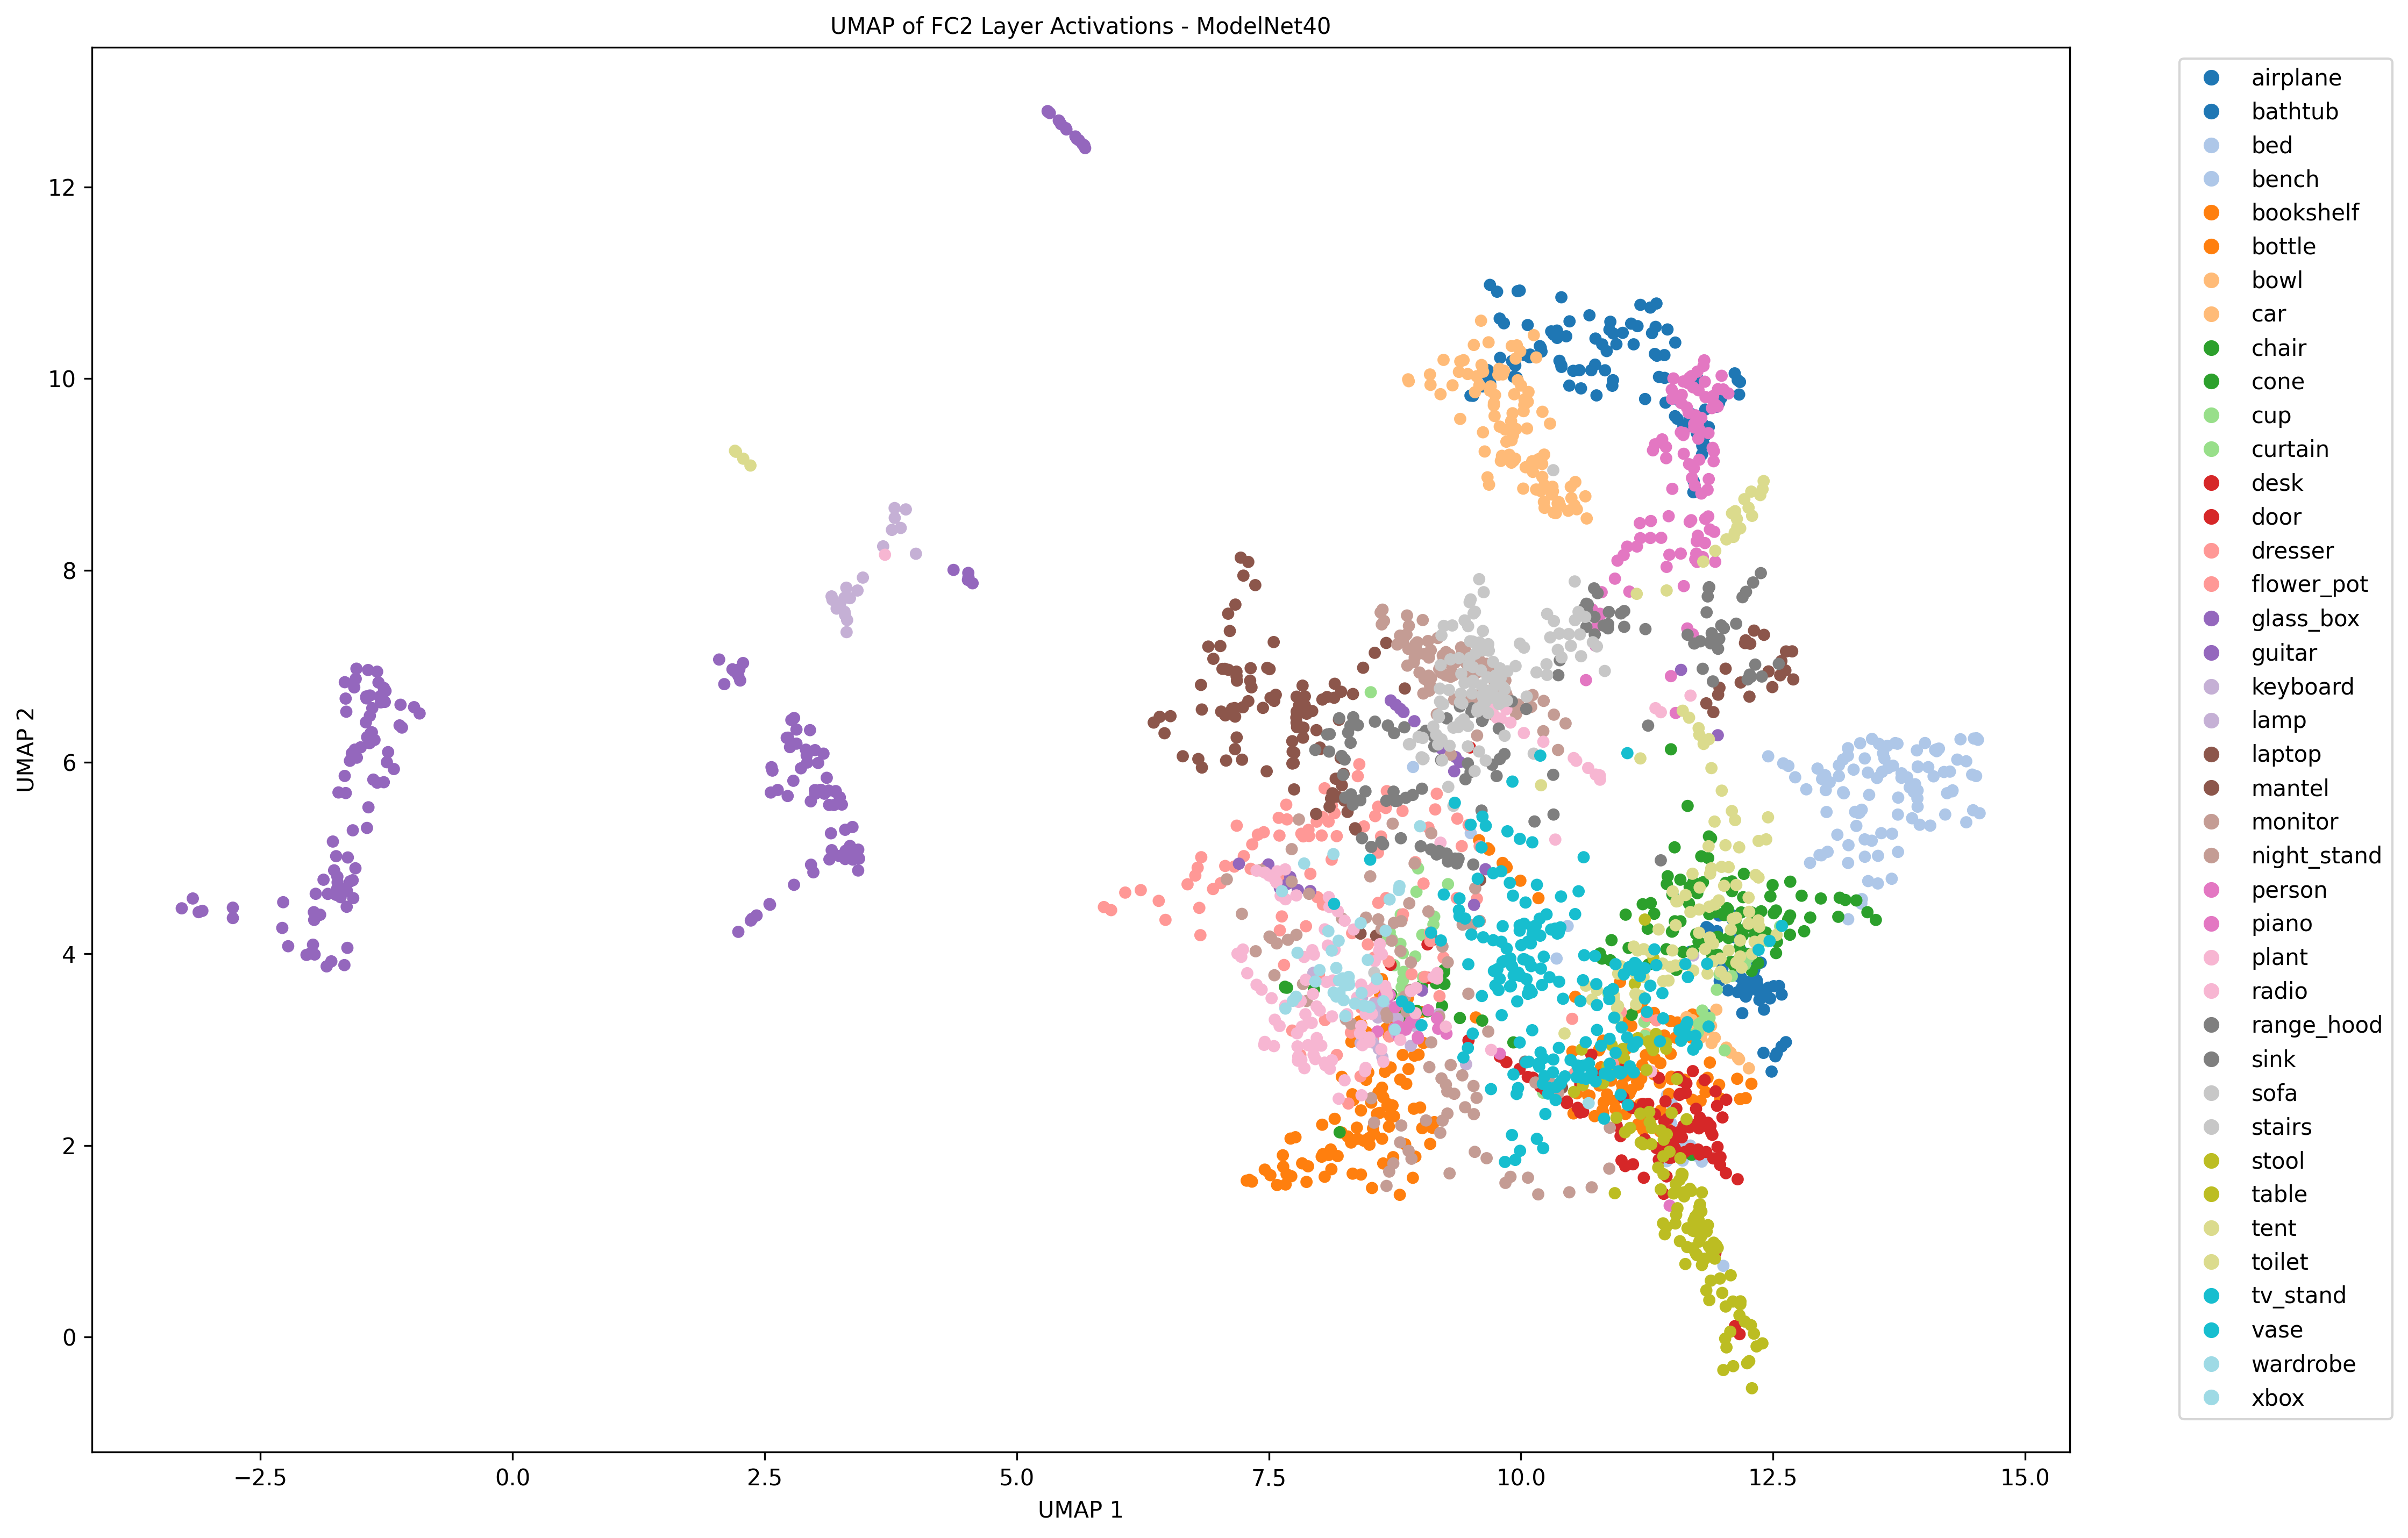 UMAP of FC2 Layer Activations - ModelNet40
12
10
8
6
4
2
0
UMAP 2
−2.5
0.0
2.5
5.0
7.5
10.0
12.5
15.0
UMAP 1
airplane
bathtub
bed
bench
bookshelf
bottle
bowl
car
chair
cone
cup
curtain
desk
door
dresser
flower_pot
glass_box
guitar
keyboard
lamp
laptop
mantel
monitor
night_stand
person
piano
plant
radio
range_hood
sink
sofa
stairs
stool
table
tent
toilet
tv_stand
vase
wardrobe
xbox